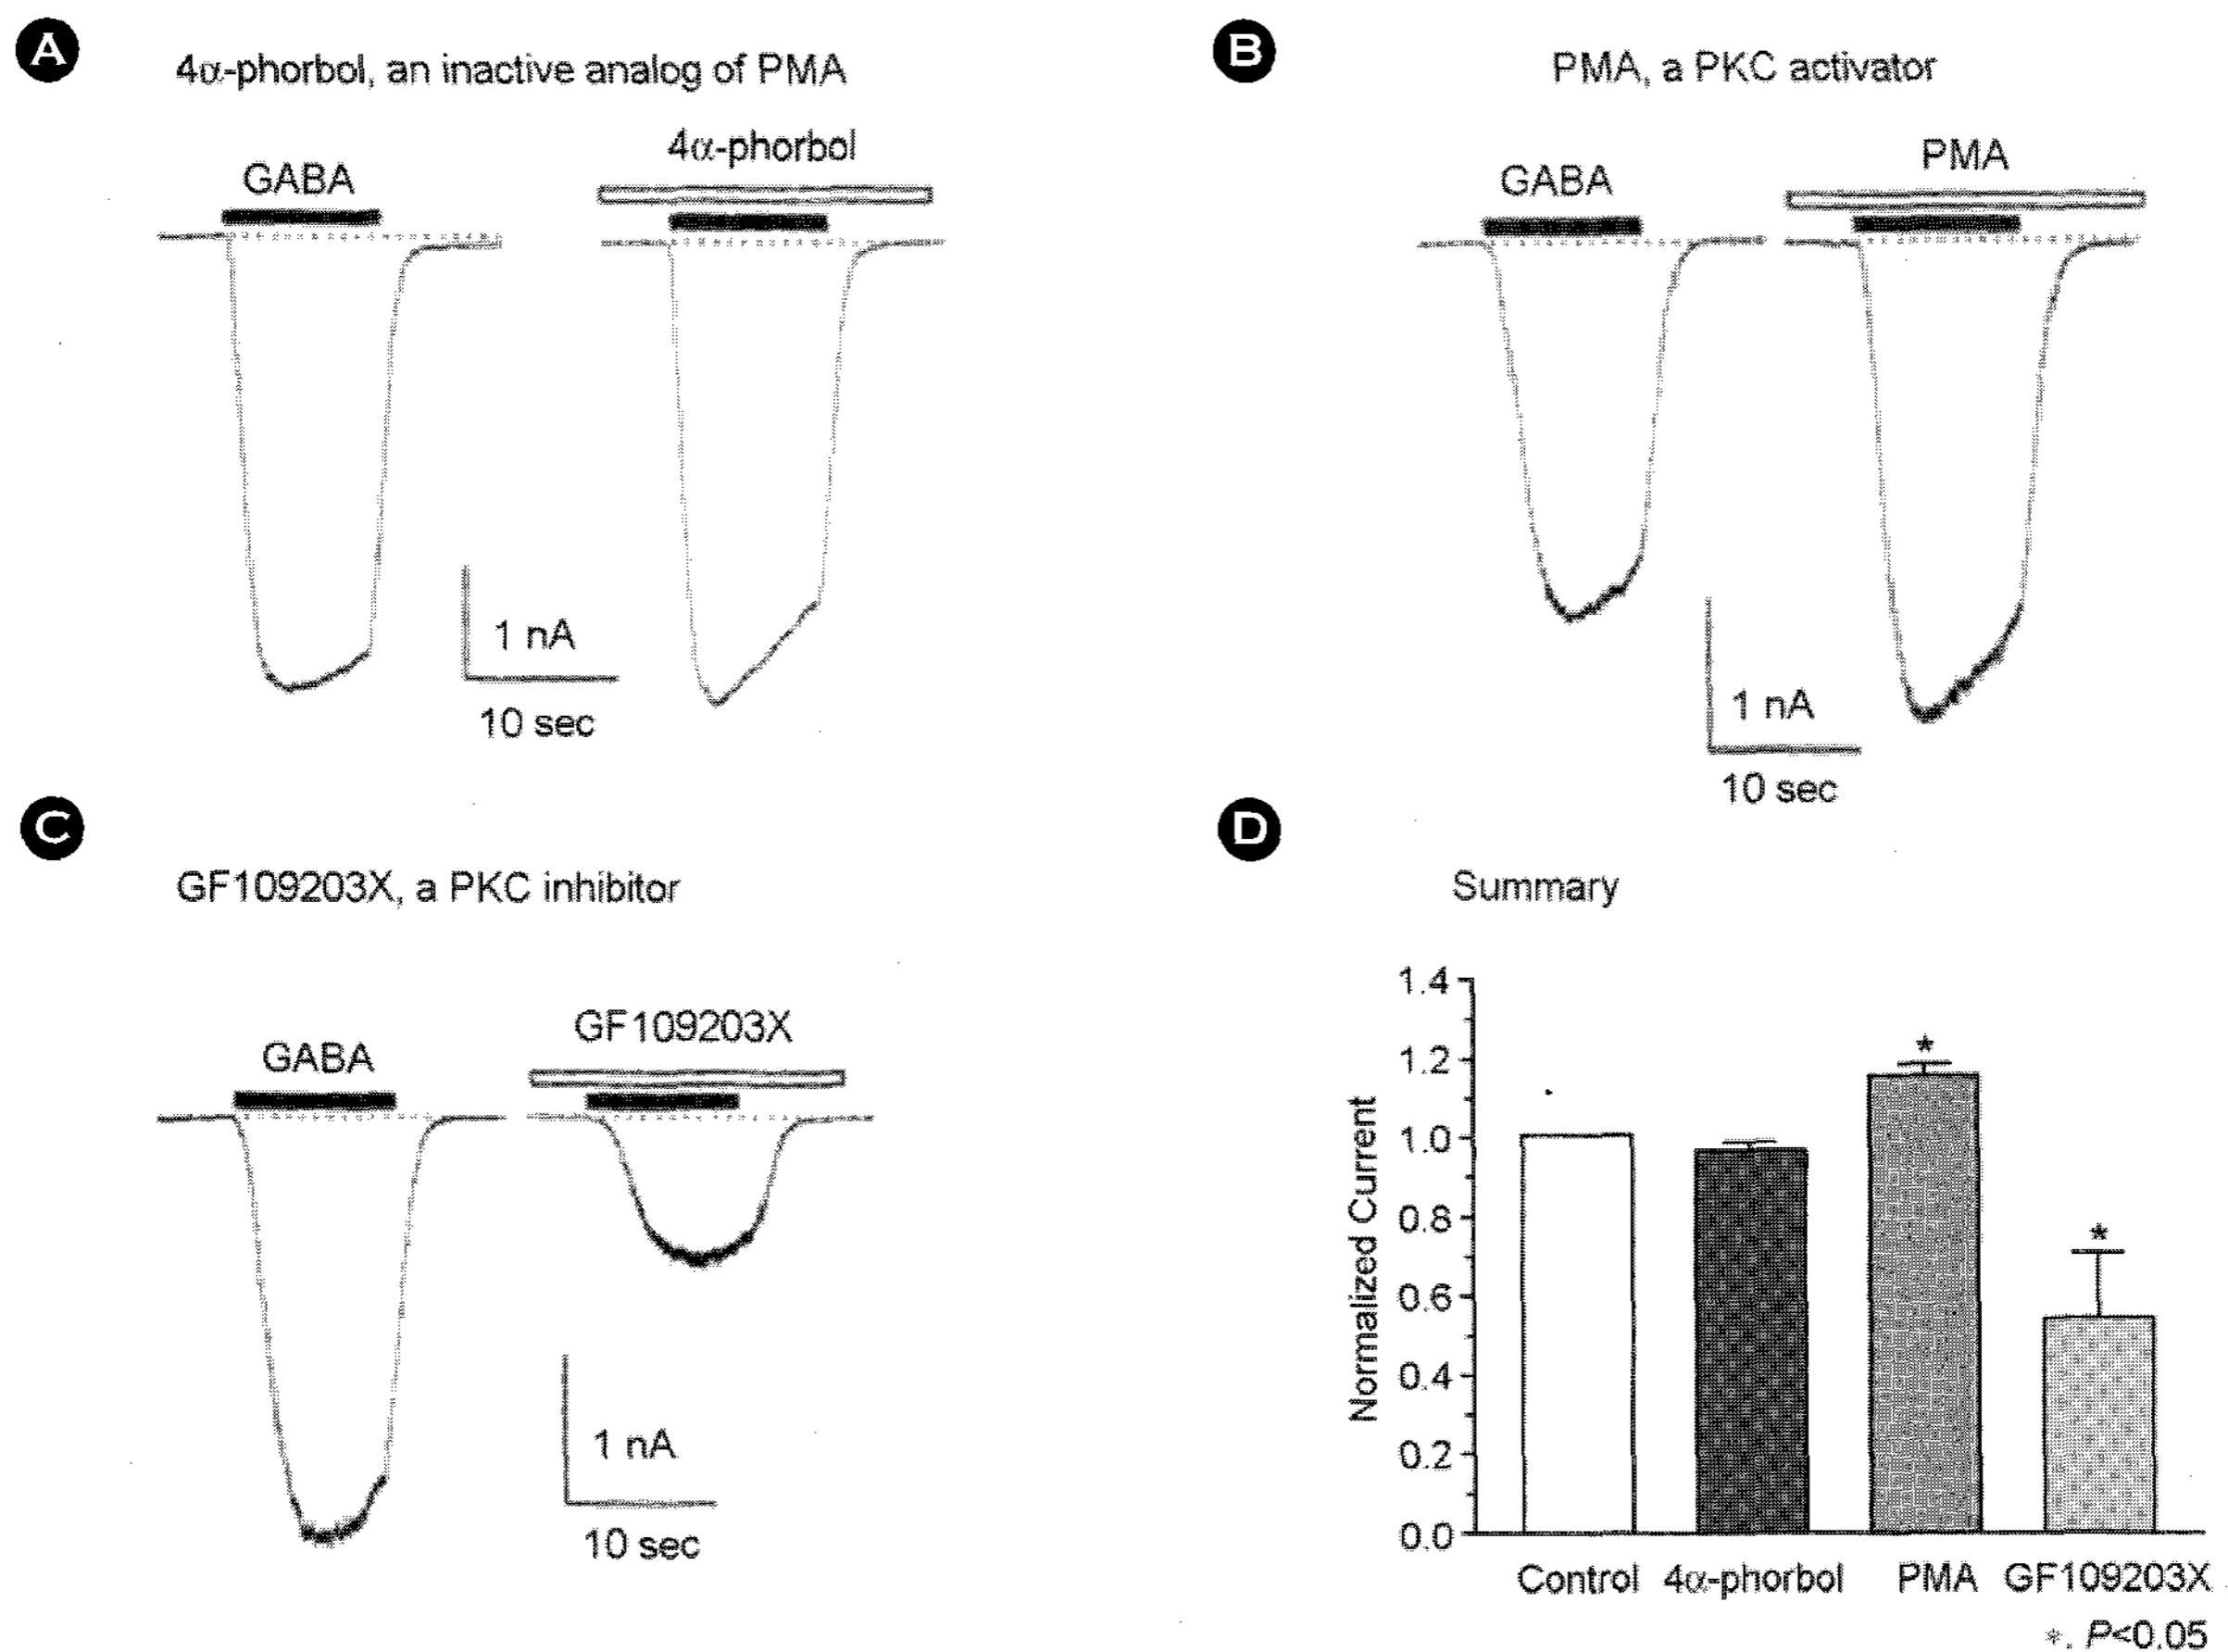 A
4α-phorbol, an inactive analog of PMA
GABA
4α-phorbol
1 nA
10 sec
B
PMA, a PKC activator
GABA
PMA
1 nA
10 sec
C
GF109203X, a PKC inhibitor
GABA
GF109203X
1 nA
10 sec
D
Summary
Normalized Current
1.4
1.2
1.0
0.8
0.6
0.4
0.2
0.0
*
*
Control 4α-phorbol PMA GF109203X
*, P<0.05